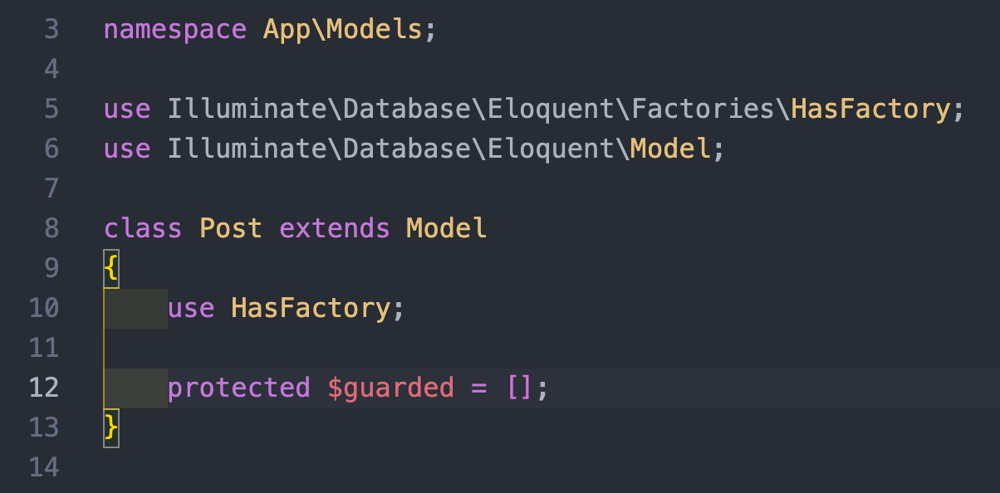 3 namespace App\Models;
4
5 use Illuminate\Database\Eloquent\Factories\HasFactory;
6 use Illuminate\Database\Eloquent\Model;
7
8 class Post extends Model
9 {
10     use HasFactory;
11
12     protected $guarded = [];
13 }
14